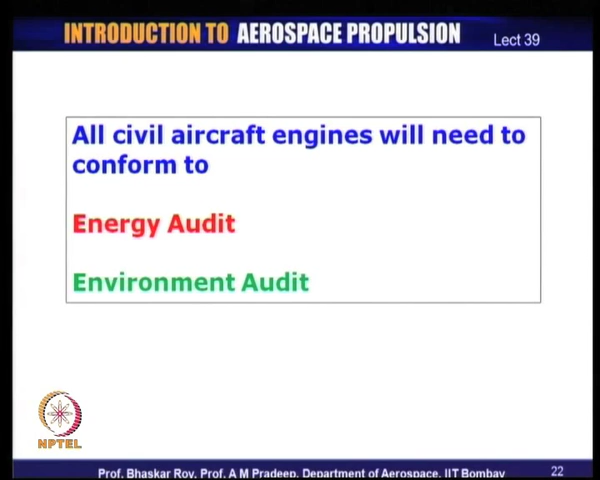 INTRODUCTION TO AEROSPACE PROPULSION
Lect 39
All civil aircraft engines will need to
conform to
Energy Audit
Environment Audit
NPTEL
Prof. Bhaskar Roy, Prof. A M Pradeep, Department of Aerospace, IIT Bombay
22